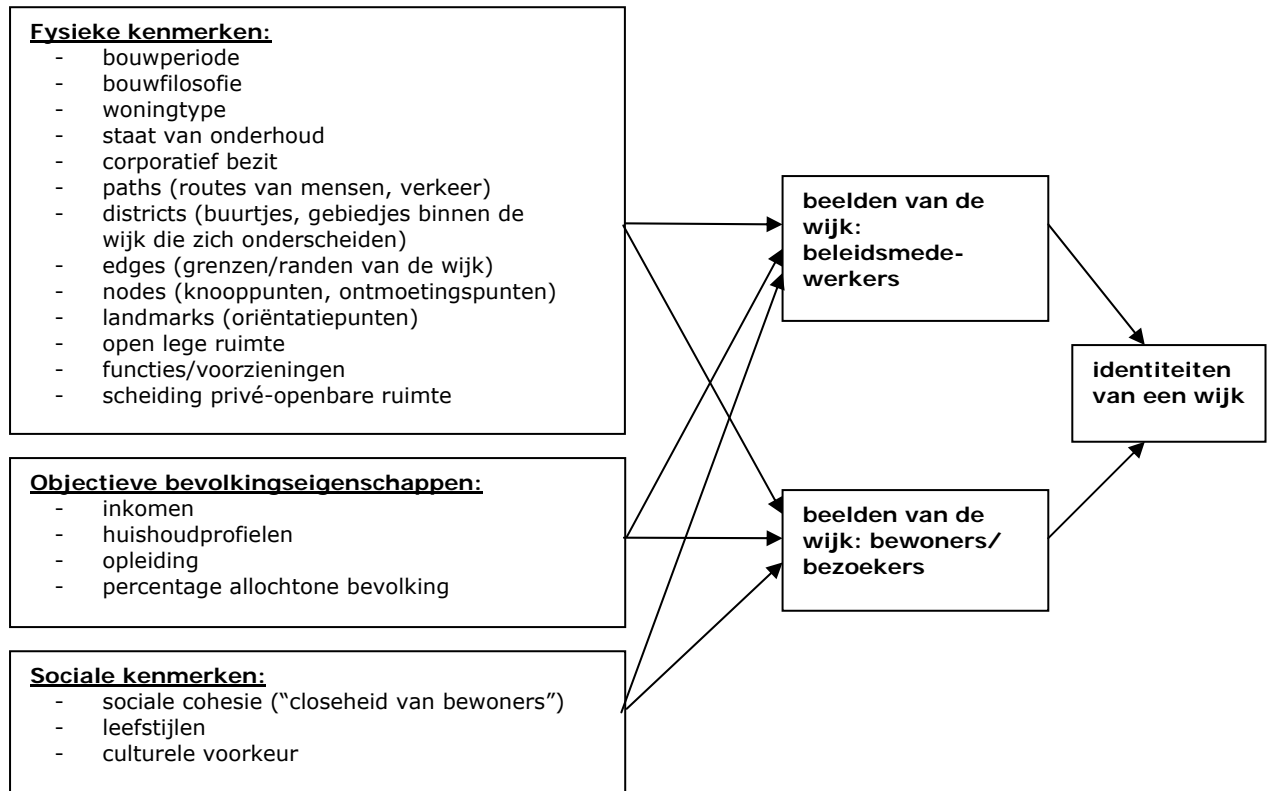 Fysieke kenmerken:
- bouwperiode
- bouwfilosofie
- woningtype
- staat van onderhoud
- corporatief bezit
- paths (routes van mensen, verkeer)
- districts (buurtjes, gebiedjes binnen de
wijk die zich onderscheiden)
- edges (grenzen/randen van de wijk)
- nodes (knooppunten, ontmoetingspunten)
- landmarks (oriëntatiepunten)
- open lege ruimte
- functies/voorzieningen
- scheiding privé-openbare ruimte
Objectieve bevolkingseigenschappen:
- inkomen
- huishoudprofielen
- opleiding
- percentage allochtone bevolking
Sociale kenmerken:
- sociale cohesie (“closeheid van bewoners”)
- leefstijlen
- culturele voorkeur
beelden van de
wijk:
beleidsmede-
werkers
beelden van de
wijk: bewoners/
bezoekers
identiteiten
van een wijk